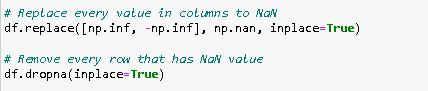 # Replace every value in columns to NaN
df.replace([np.inf, -np.inf], np.nan, inplace=True)
# Remove every row that has NaN value
df.dropna(inplace=True)